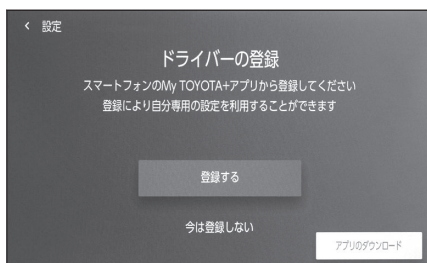 < 設定
ドライバーの登録
スマートフォンのMy TOYOTA+アプリから登録してください
登録により自分専用の設定を利用することができます
登録する
今は登録しない
アプリのダウンロード